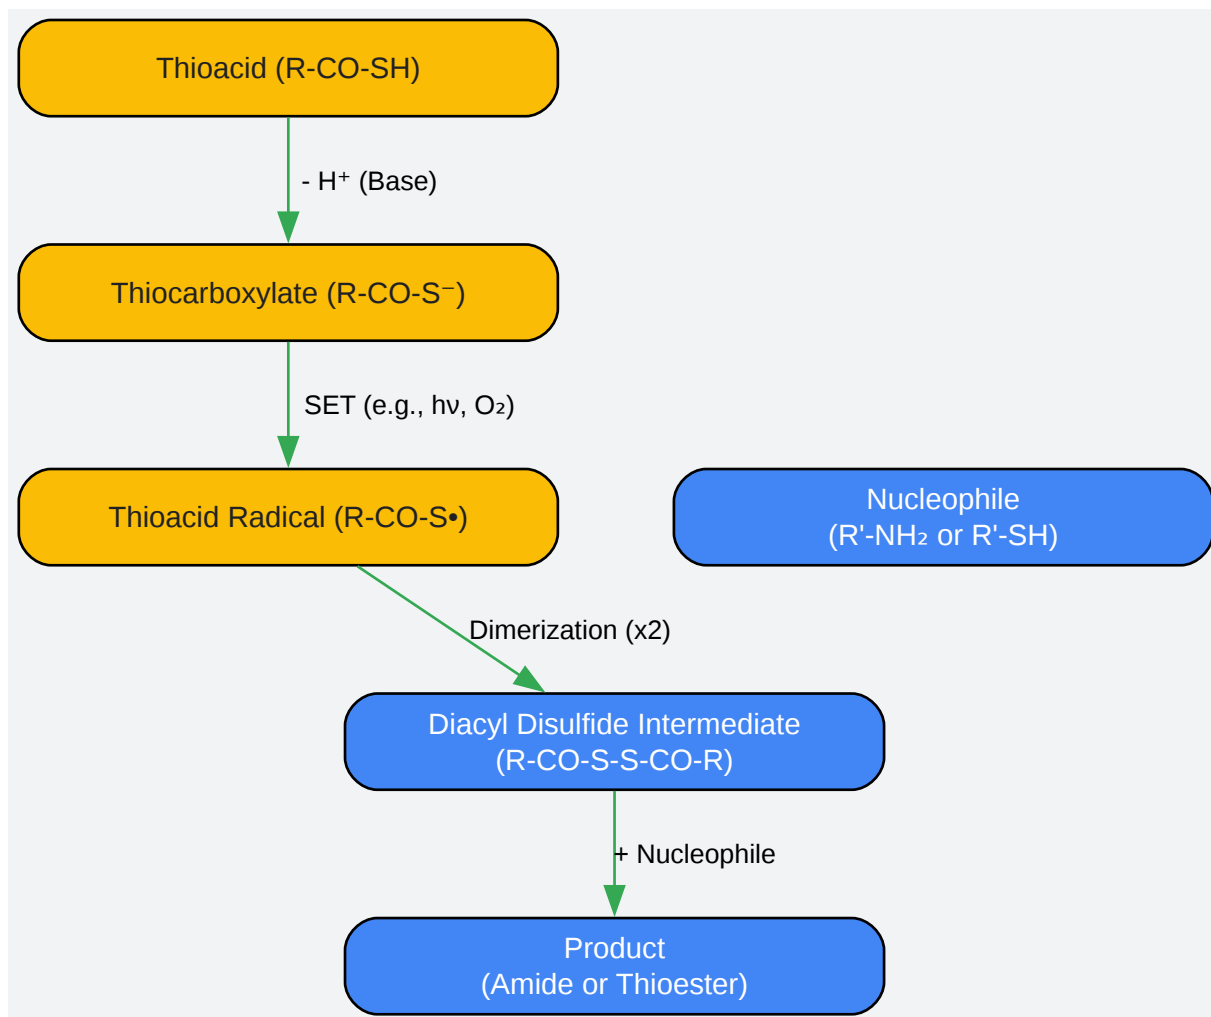 Thioacid (R-CO-SH)
- H⁺ (Base)
Thiocarboxylate (R-CO-S⁻)
SET (e.g., hν, O₂)
Thioacid Radical (R-CO-S•)
Nucleophile
(R'-NH₂ or R'-SH)
Dimerization (x2)
Diacyl Disulfide Intermediate
(R-CO-S-S-CO-R)
+ Nucleophile
Product
(Amide or Thioester)